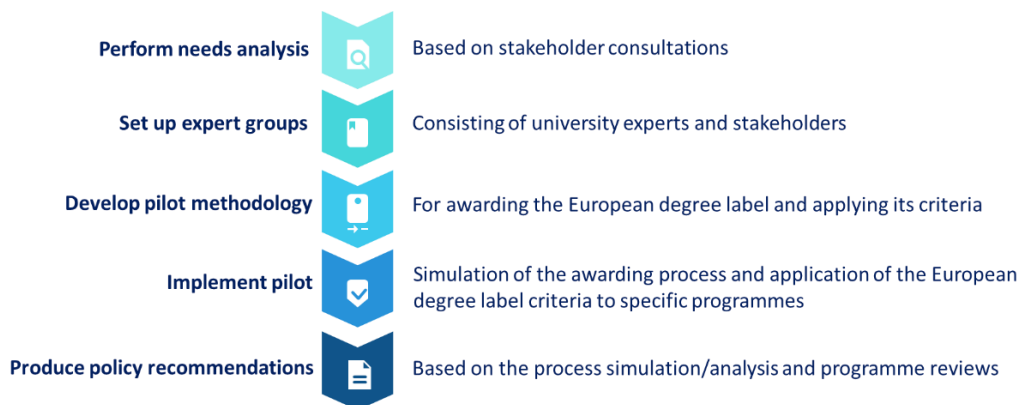 Perform needs analysis
Based on stakeholder consultations
Set up expert groups
Consisting of university experts and stakeholders
Develop pilot methodology
For awarding the European degree label and applying its criteria
Implement pilot
Simulation of the awarding process and application of the European
degree label criteria to specific programmes
Produce policy recommendations
Based on the process simulation/analysis and programme reviews